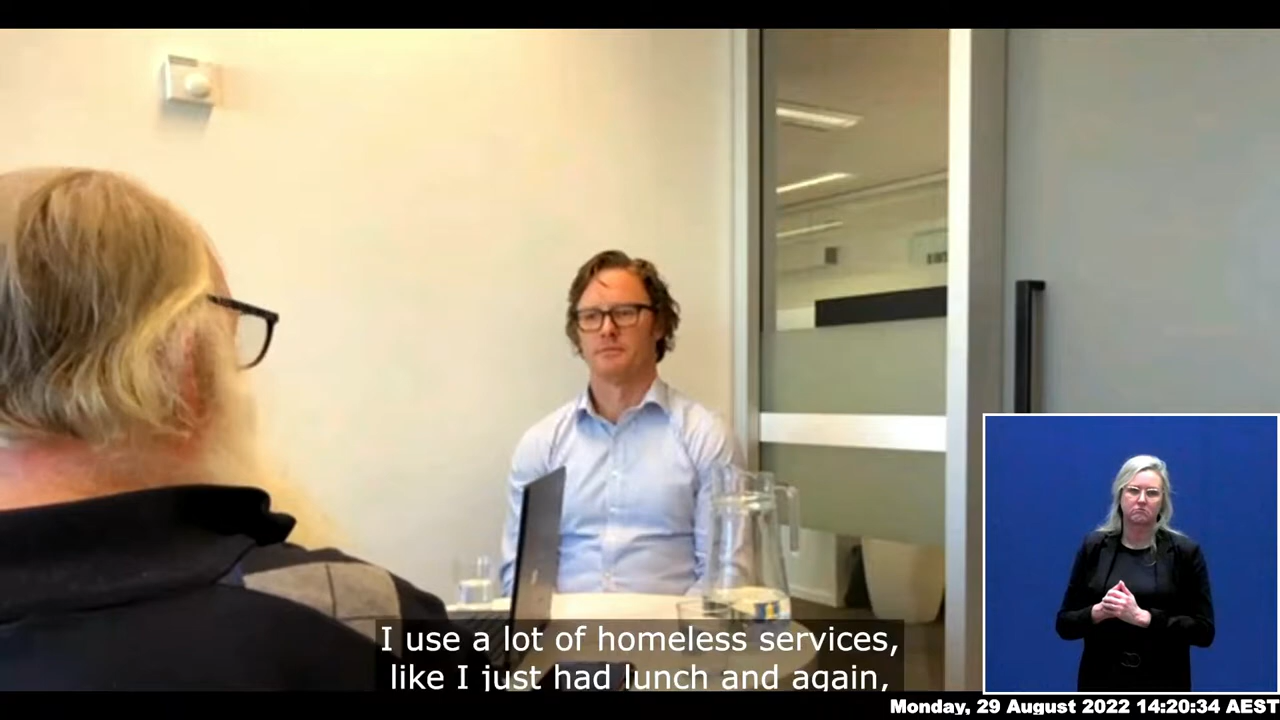 I use a lot of homeless services,
like I just had lunch and again,
Monday, 29 August 2022 14:20:34 AEST